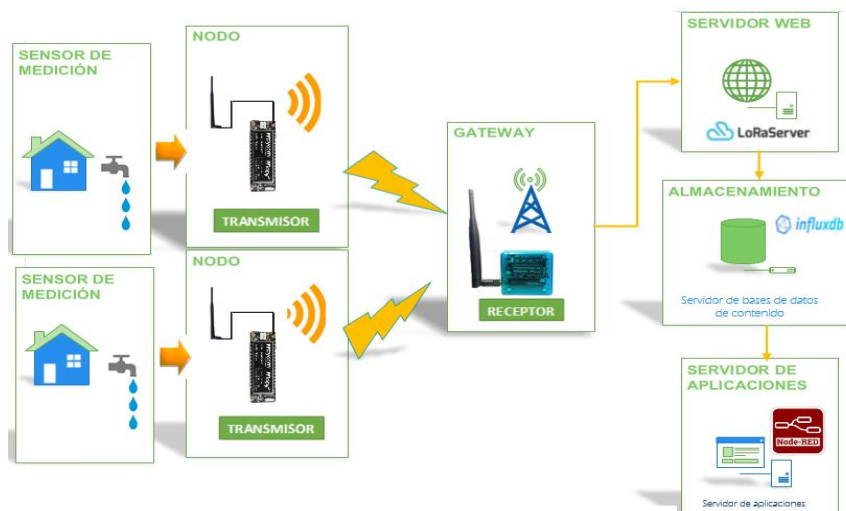 SENSOR DE
MEDICIÓN
NODO
TRANSMISOR
SENSOR DE
MEDICIÓN
NODO
TRANSMISOR
GATEWAY
RECEPTOR
SERVIDOR WEB
LoRaServer
ALMACENAMIENTO
influxdb
Servidor de bases de datos
de contenido
SERVIDOR DE
APLICACIONES
Node-RED
Servidor de aplicaciones